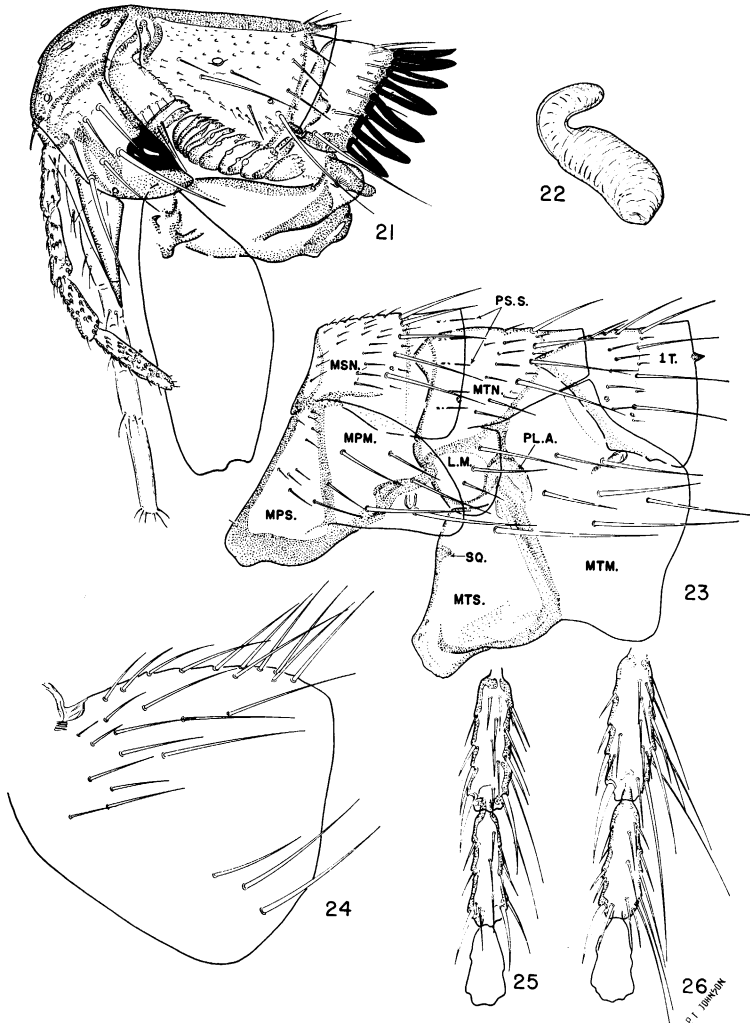 21
22
PS.S.
MSN.
1T.
MTN.
MPM.
PL.A.
L.M.
MPS.
SQ.
MTM.
MTS.
23
24
25
26
P.T. JOHNSON